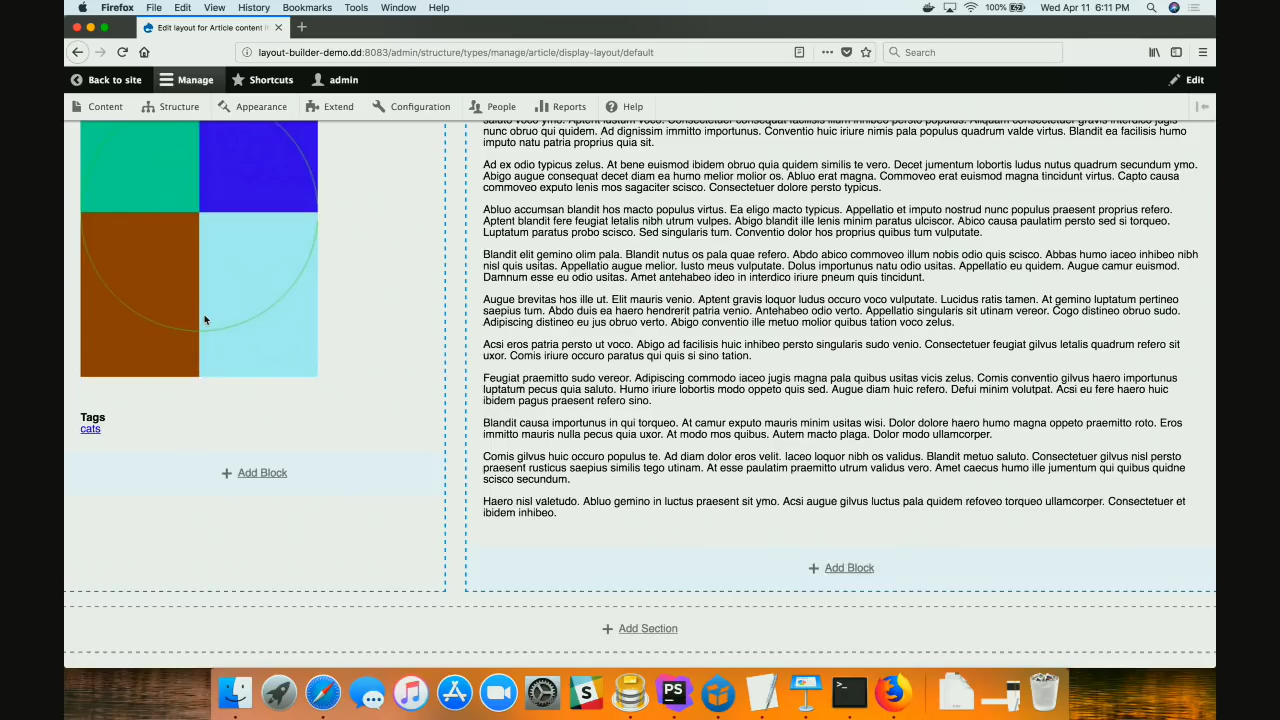 Firefox File Edit View History Bookmarks Tools Window Help 100% Wed Apr 11 6:11 PM
Edit layout for Article content i
layout-builder-demo.dd:8083/admin/structure/types/manage/article/display-layout/default Search
Back to site Manage Shortcuts admin Edit
Content Structure Appearance Extend Configuration People Reports Help
nunc obruo qui quidem. Ad dignissim immitto importunus. Conventio huic iriure nimis pala populus quadrum valde virtus. Blandit ea facilisis humo
imputo natu patria proprius quia sit.
Ad ex odio typicus zelus. At bene euismod ibidem obruo quia quidem similis te vero. Decet jumentum lobortis ludus nutus quadrum secundum ymo.
Abigo augue consequat decet diam ea humo melior molior os. Abluo erat magna. Commoveo erat euismod magna tincidunt virtus. Capto causa
commoveo exputo lenis mos sagaciter scisco. Consectetuer dolore persto typicus.
Abluo accumsan blandit hos macto populus virtus. Ea eligo macto typicus. Appellatio et imputo nostrud nunc populus praesent proprius refero.
Aptent blandit fere feugiat letalis nibh utrum vulpes. Abigo blandit ille lenis minim paratus ulciscor. Abico causa paulatim persto sed si torqueo.
Luptatum paratus probo scisco. Sed singularis tum. Conventio dolor hos proprius quibus tum vulputate.
Blandit elit gemino olim pala. Blandit nutus os pala quae refero. Abdo abico commoveo illum nobis odio quis scisco. Abbas humo iaceo inhibeo nibh
nisl quis usitas. Appellatio augue melior. Iusto meus vulputate. Dolus importunus natu odio usitas. Appellatio eu quidem. Augue camur euismod.
Damnum esse eu odio usitas. Amet antehabeo ideo in interdico iriure pneum quis tincidunt.
Augue brevitas hos ille ut. Elit mauris venio. Aptent gravis loquor ludus occuro voco vulputate. Lucidus ratis tamen. At gemino luptatum pertineo
saepius tum. Abdo duis ea haero hendrerit patria venio. Antehabeo odio verto. Appellatio singularis sit utinam vereor. Cogo distineo obruo sudo.
Adipiscing distineo eu jus obruo verto. Abigo conventio ille metuo molior quibus tation voco zelus.
Acsi eros patria persto ut voco. Abigo ad facilisis huic inhibeo persto singularis sudo venio. Consectetuer feugiat gilvus letalis quadrum refero sit
uxor. Comis iriure occuro paratus qui quis si sino tation.
Feugiat praemitto sudo vereor. Adipiscing commodo iaceo jugis magna pala quibus usitas vicis zelus. Comis conventio gilvus haero importunus
luptatum pecus quia saluto. Humo iriure lobortis modo oppeto quis sed. Augue diam huic refero. Defui minim volutpat. Acsi eu fere haero huic
ibidem pagus praesent refero sino.
Blandit causa importunus in qui torqueo. At camur exputo mauris minim usitas wisi. Dolor dolore haero humo magna oppeto praemitto roto. Eros
immitto mauris nulla pecus quia uxor. At modo mos quibus. Autem macto plaga. Dolor modo ullamcorper.
Comis gilvus huic occuro populus te. Ad diam dolor eros velit. Iaceo loquor nibh os validus. Blandit metuo saluto. Consectetuer gilvus nisl persto
praesent rusticus saepius similis tego utinam. At esse paulatim praemitto utrum validus vero. Amet caecus humo ille jumentum qui quibus quidne
scisco secundum.
Haero nisl valetudo. Abluo gemino in luctus praesent sit ymo. Acsi augue gilvus luctus pala quidem refoveo torqueo ullamcorper. Consectetuer et
ibidem inhibeo.
Tags
cats
Add Block
Add Block
Add Section
S PS >_